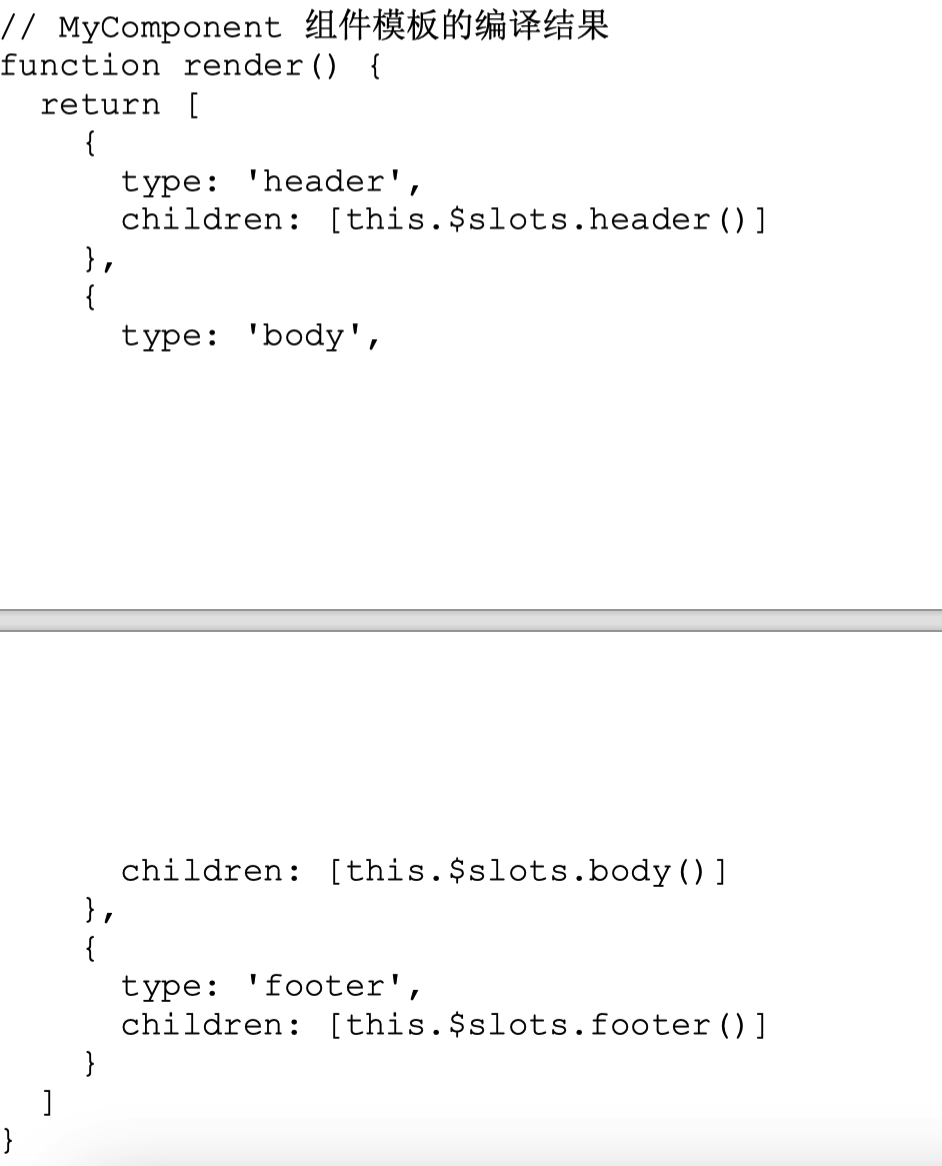 // MyComponent 组件模板的编译结果
function render() {
  return [
    {
      type: 'header',
      children: [this.$slots.header()]
    },
    {
      type: 'body',
      children: [this.$slots.body()]
    },
    {
      type: 'footer',
      children: [this.$slots.footer()]
    }
  ]
}